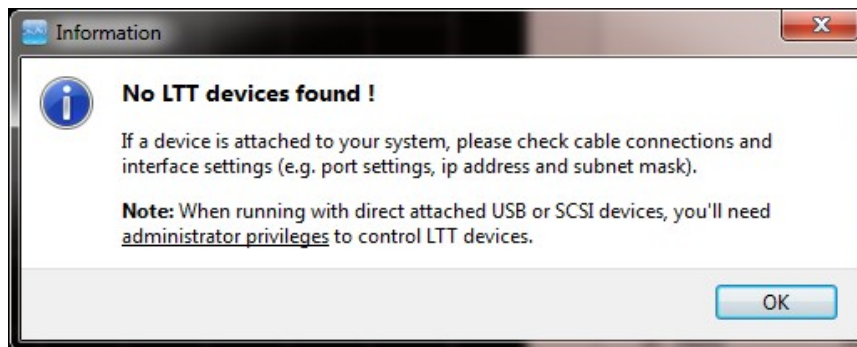 Information
No LTT devices found !
If a device is attached to your system, please check cable connections and
interface settings (e.g. port settings, ip address and subnet mask).
Note: When running with direct attached USB or SCSI devices, you'll need
administrator privileges to control LTT devices.
OK